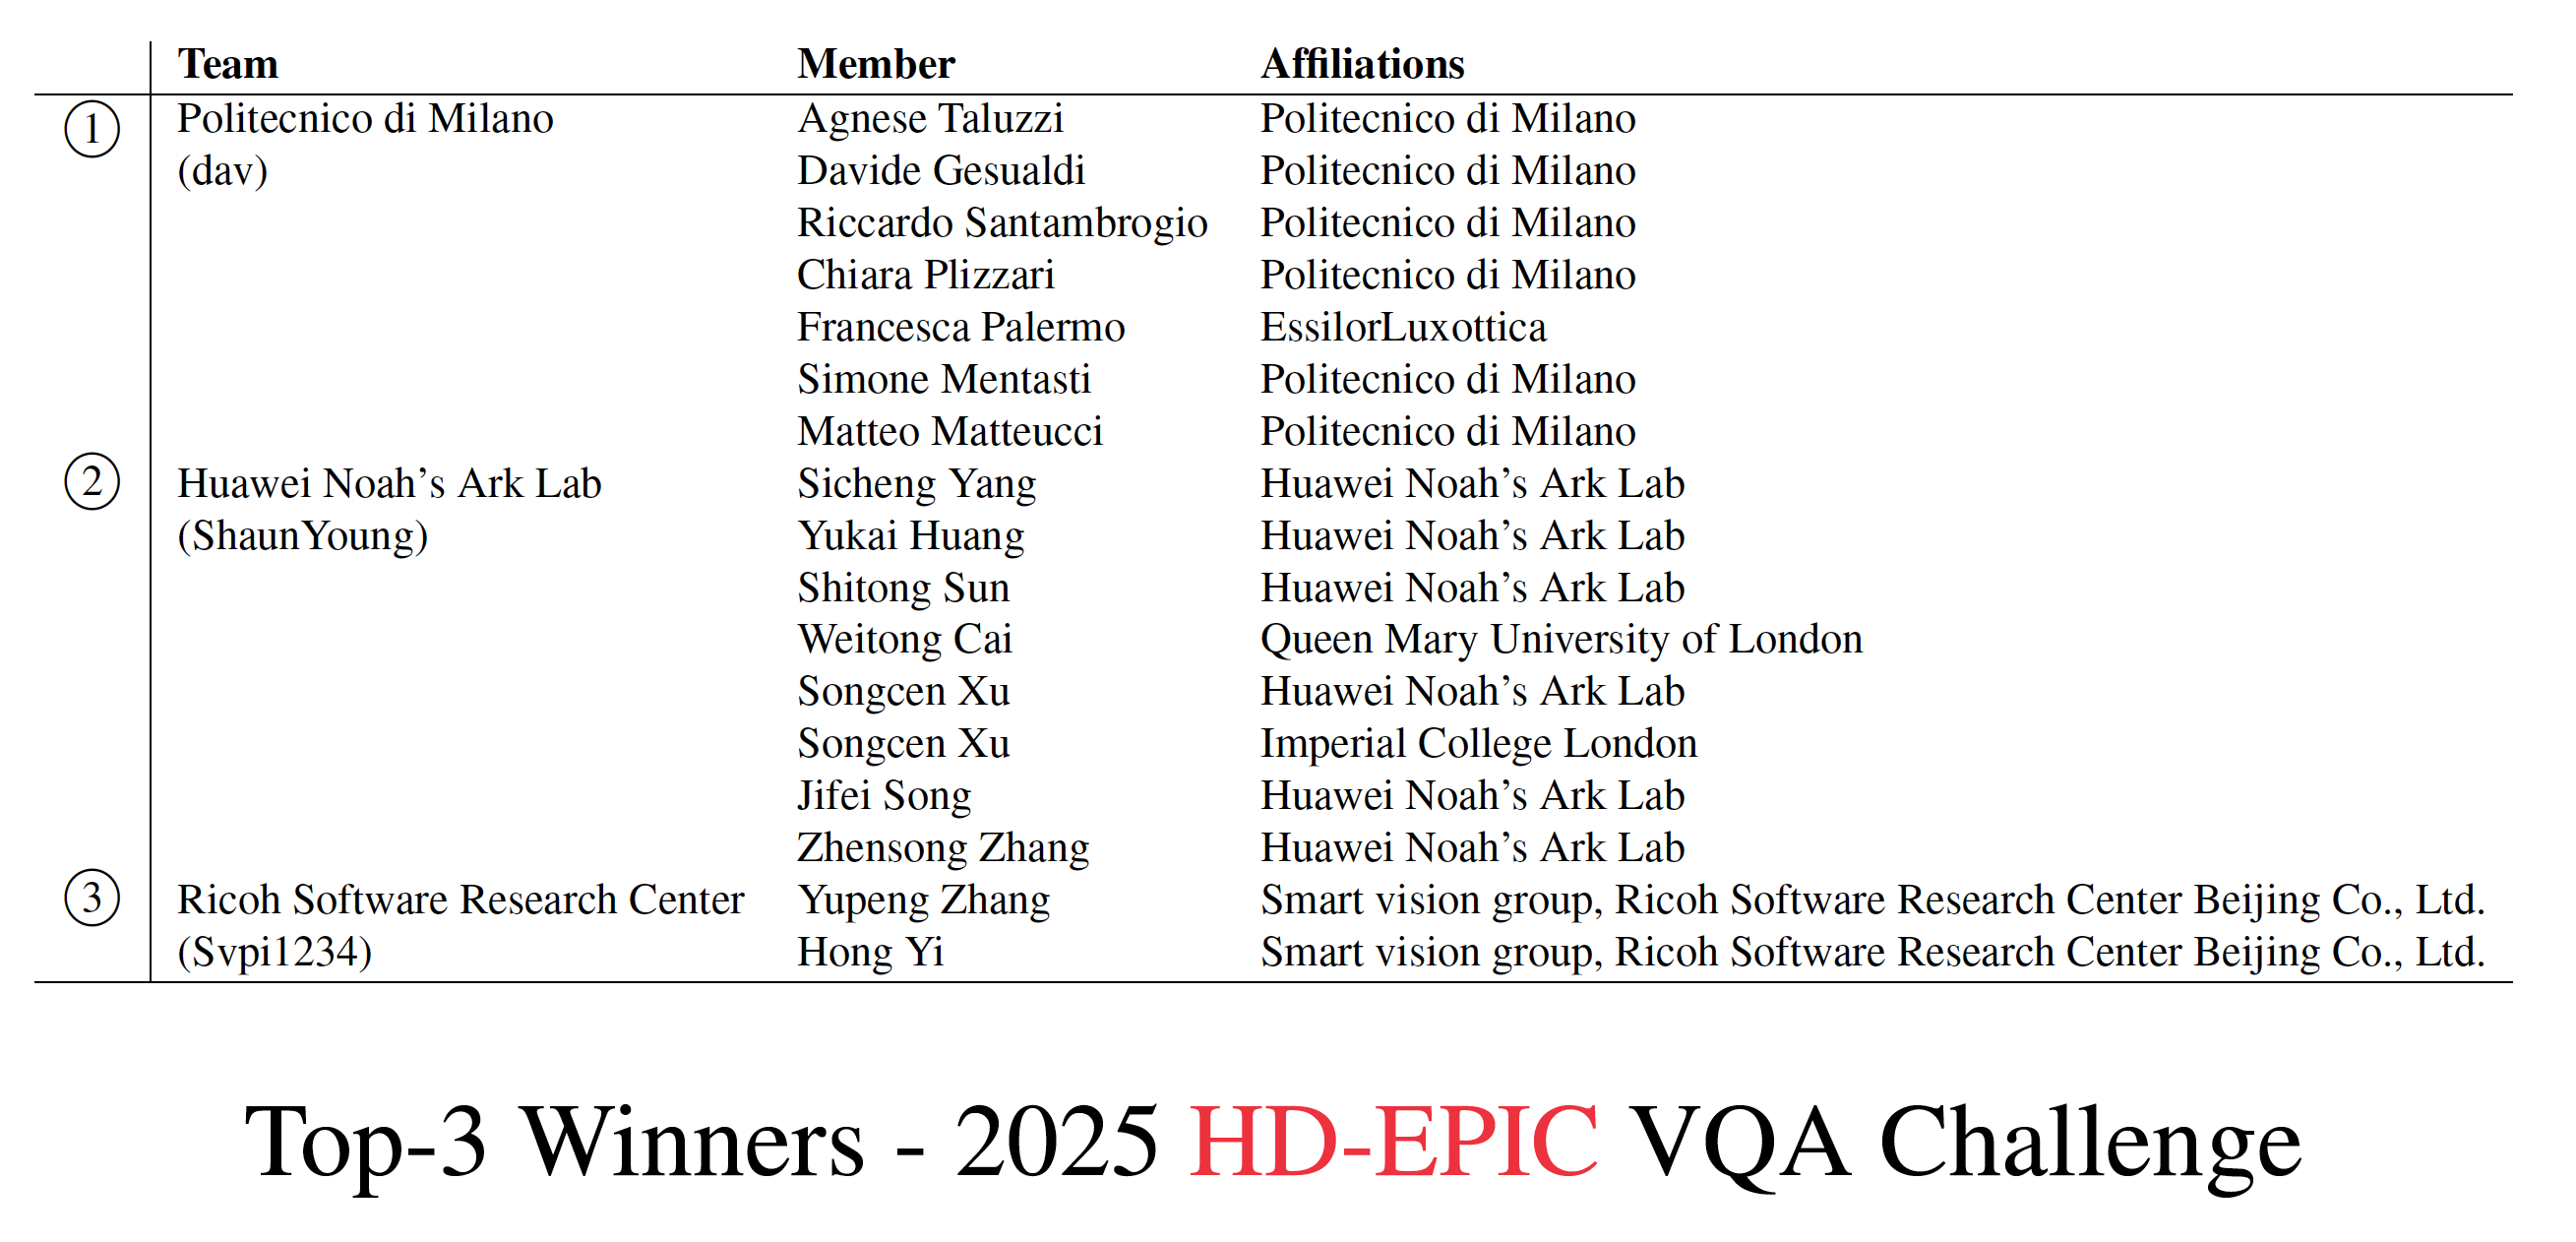 Team Member Affiliations
1 Politecnico di Milano Agnese Taluzzi Politecnico di Milano
(dav) Davide Gesualdi Politecnico di Milano
Riccardo Santambrogio Politecnico di Milano
Chiara Plizzari Politecnico di Milano
Francesca Palermo EssilorLuxottica
Simone Mentasti Politecnico di Milano
Matteo Matteucci Politecnico di Milano
2 Huawei Noah’s Ark Lab Sicheng Yang Huawei Noah’s Ark Lab
(ShaunYoung) Yukai Huang Huawei Noah’s Ark Lab
Shitong Sun Huawei Noah’s Ark Lab
Weitong Cai Queen Mary University of London
Songcen Xu Huawei Noah’s Ark Lab
Songcen Xu Imperial College London
Jifei Song Huawei Noah’s Ark Lab
Zhensong Zhang Huawei Noah’s Ark Lab
3 Ricoh Software Research Center Yupeng Zhang Smart vision group, Ricoh Software Research Center Beijing Co., Ltd.
(Svpi1234) Hong Yi Smart vision group, Ricoh Software Research Center Beijing Co., Ltd.
Top-3 Winners - 2025 HD-EPIC VQA Challenge